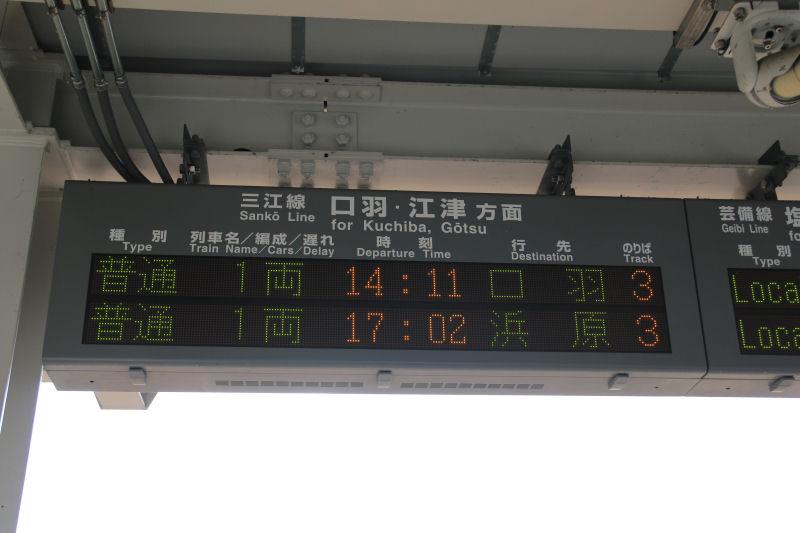 三江線 口羽・江津 方面
Sankō Line for Kuchiba, Gōtsu
種別 列車名／編成／遅れ 時刻 行先 のりば
Type Train Name/Cars/Delay Departure Time Destination Track
普通 1両 14:11 口羽 3
普通 1両 17:02 浜原 3
芸備線 塩
Geibi Line fo
種別
Type
Loca
Loca